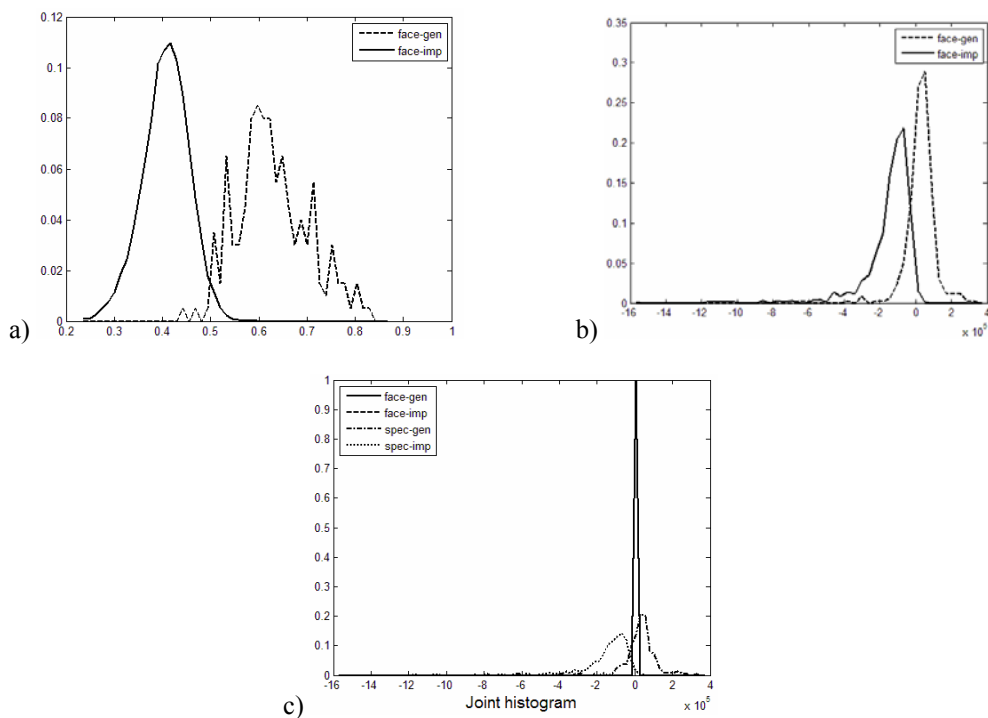 0.12
0.1
0.08
0.06
0.04
0.02
0
0.2 0.3 0.4 0.5 0.6 0.7 0.8 0.9 1
face-gen
face-imp
a)
0.35
0.3
0.25
0.2
0.15
0.1
0.05
0
-16 -14 -12 -10 -8 -6 -4 -2 0 2 4
x 10^5
face-gen
face-imp
b)
1
0.9
0.8
0.7
0.6
0.5
0.4
0.3
0.2
0.1
0
-16 -14 -12 -10 -8 -6 -4 -2 0 2 4
face-gen
face-imp
spec-gen
spec-imp
c)
Joint histogram
x 10^5